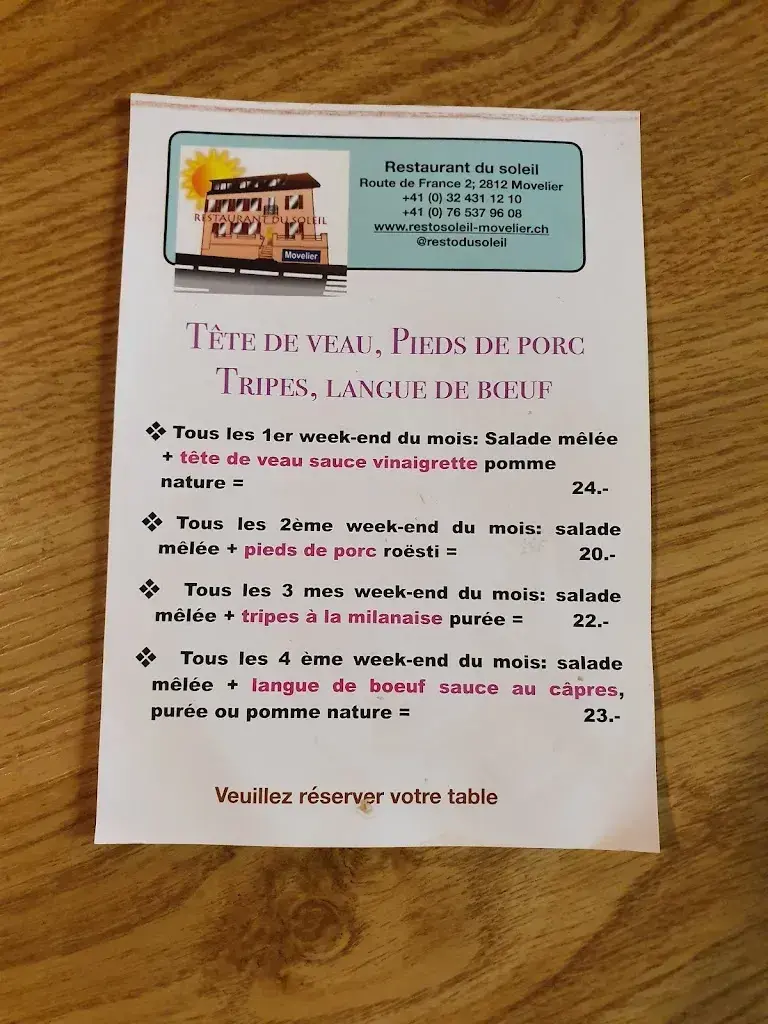 RESTAURANT DU SOLEIL
Movelier
Restaurant du soleil
Route de France 2; 2812 Movelier
+41 (0) 32 431 12 10
+41 (0) 76 537 96 08
www.restosoleil-movelier.ch
@restodusoleil
TÊTE DE VEAU, PIEDS DE PORC
TRIPES, LANGUE DE BŒUF
❖ Tous les 1er week-end du mois: Salade mêlée
+ tête de veau sauce vinaigrette pomme
nature = 24.-
❖ Tous les 2ème week-end du mois: salade
mêlée + pieds de porc roësti = 20.-
❖ Tous les 3 mes week-end du mois: salade
mêlée + tripes à la milanaise purée = 22.-
❖ Tous les 4 ème week-end du mois: salade
mêlée + langue de boeuf sauce au câpres,
purée ou pomme nature = 23.-
Veuillez réserver votre table